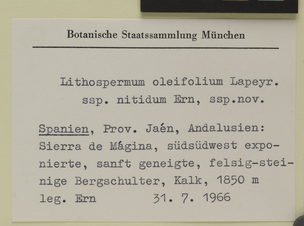 Botanische Staatssammlung München
Lithospermum oleifolium Lapeyr.
ssp. nitidum Ern, ssp.nov.
Spanien, Prov. Jaén, Andalusien:
Sierra de Mágina, südsüdwest expo-
nierte, sanft geneigte, felsig-stei-
nige Bergschulter, Kalk, 1850 m
leg. Ern 31. 7. 1966